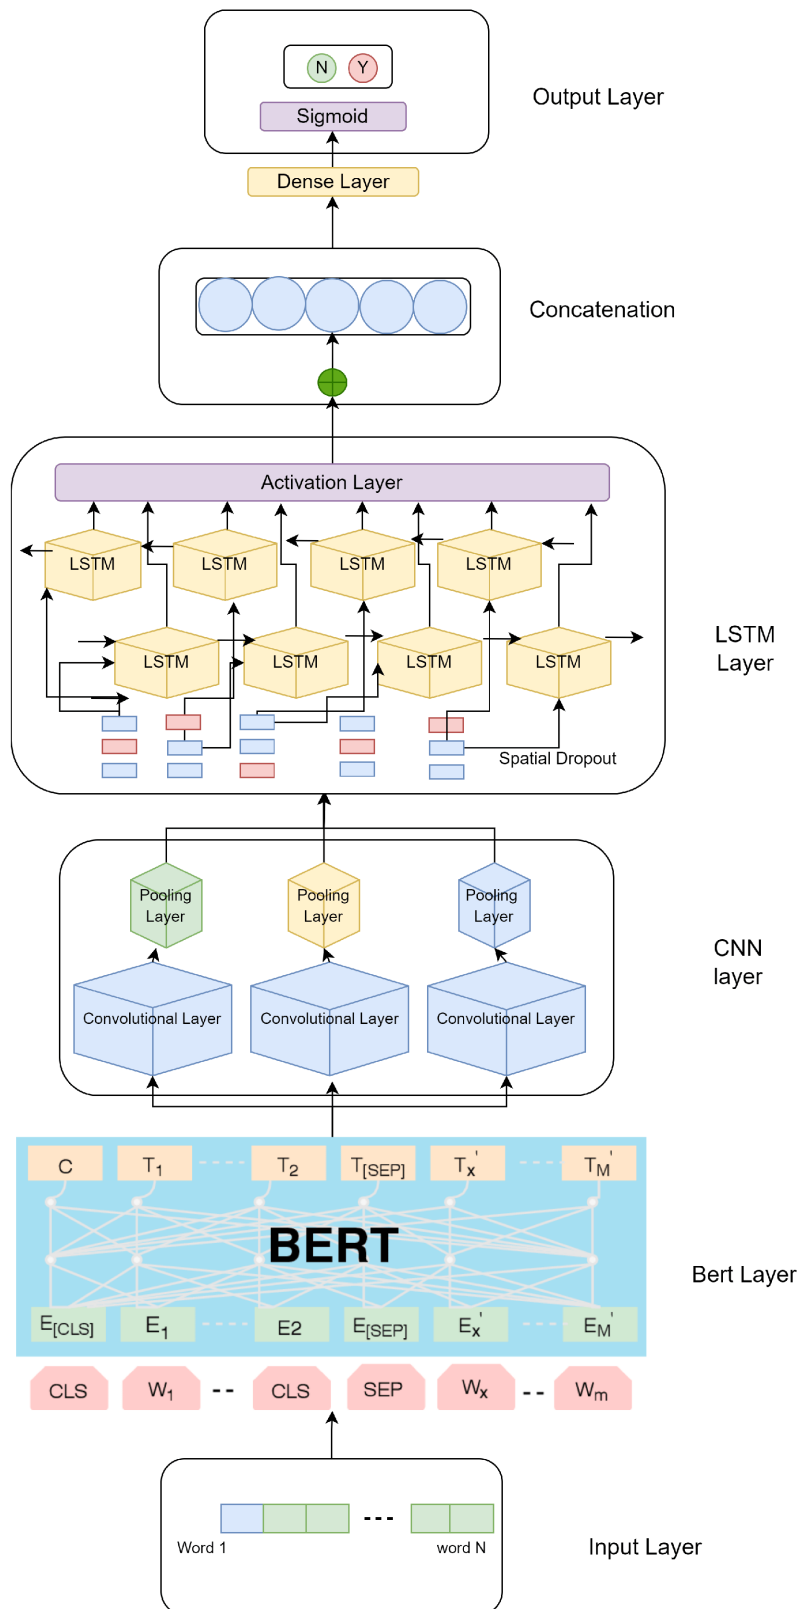 N Y
Sigmoid
Output Layer
Dense Layer
Concatenation
Activation Layer
LSTM LSTM LSTM LSTM
LSTM LSTM LSTM LSTM
LSTM
Layer
Spatial Dropout
Pooling
Layer
Pooling
Layer
Pooling
Layer
CNN
layer
Convolutional Layer Convolutional Layer Convolutional Layer
C T1 T2 T[SEP] Tx' TM'
BERT
Bert Layer
E[CLS] E1 E2 E[SEP] Ex' EM'
CLS W1 -- CLS SEP Wx -- Wm
---
Word 1 word N
Input Layer